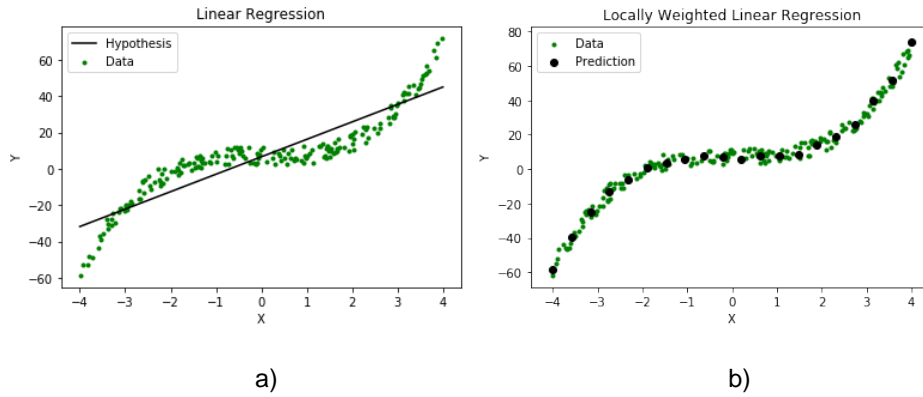 Linear Regression
Hypothesis
Data
60
40
20
0
−20
−40
−60
Y
−4
−3
−2
−1
0
1
2
3
4
X
a)
Locally Weighted Linear Regression
Data
Prediction
80
60
40
20
0
−20
−40
−60
Y
−4
−3
−2
−1
0
1
2
3
4
X
b)